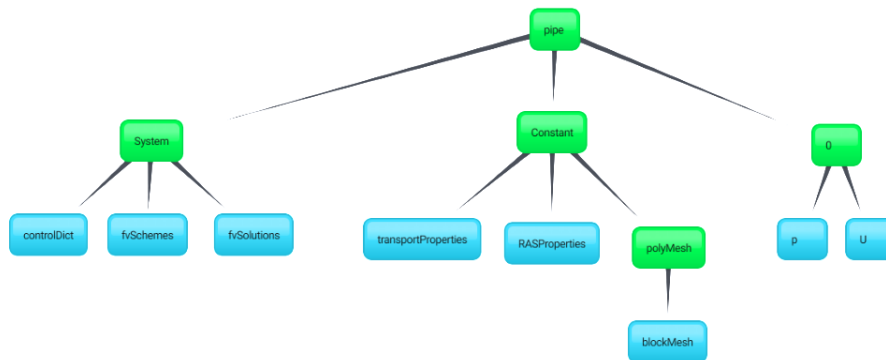 pipe
System
Constant
0
controlDict
fvSchemes
fvSolutions
transportProperties
RASProperties
polyMesh
p
U
blockMesh